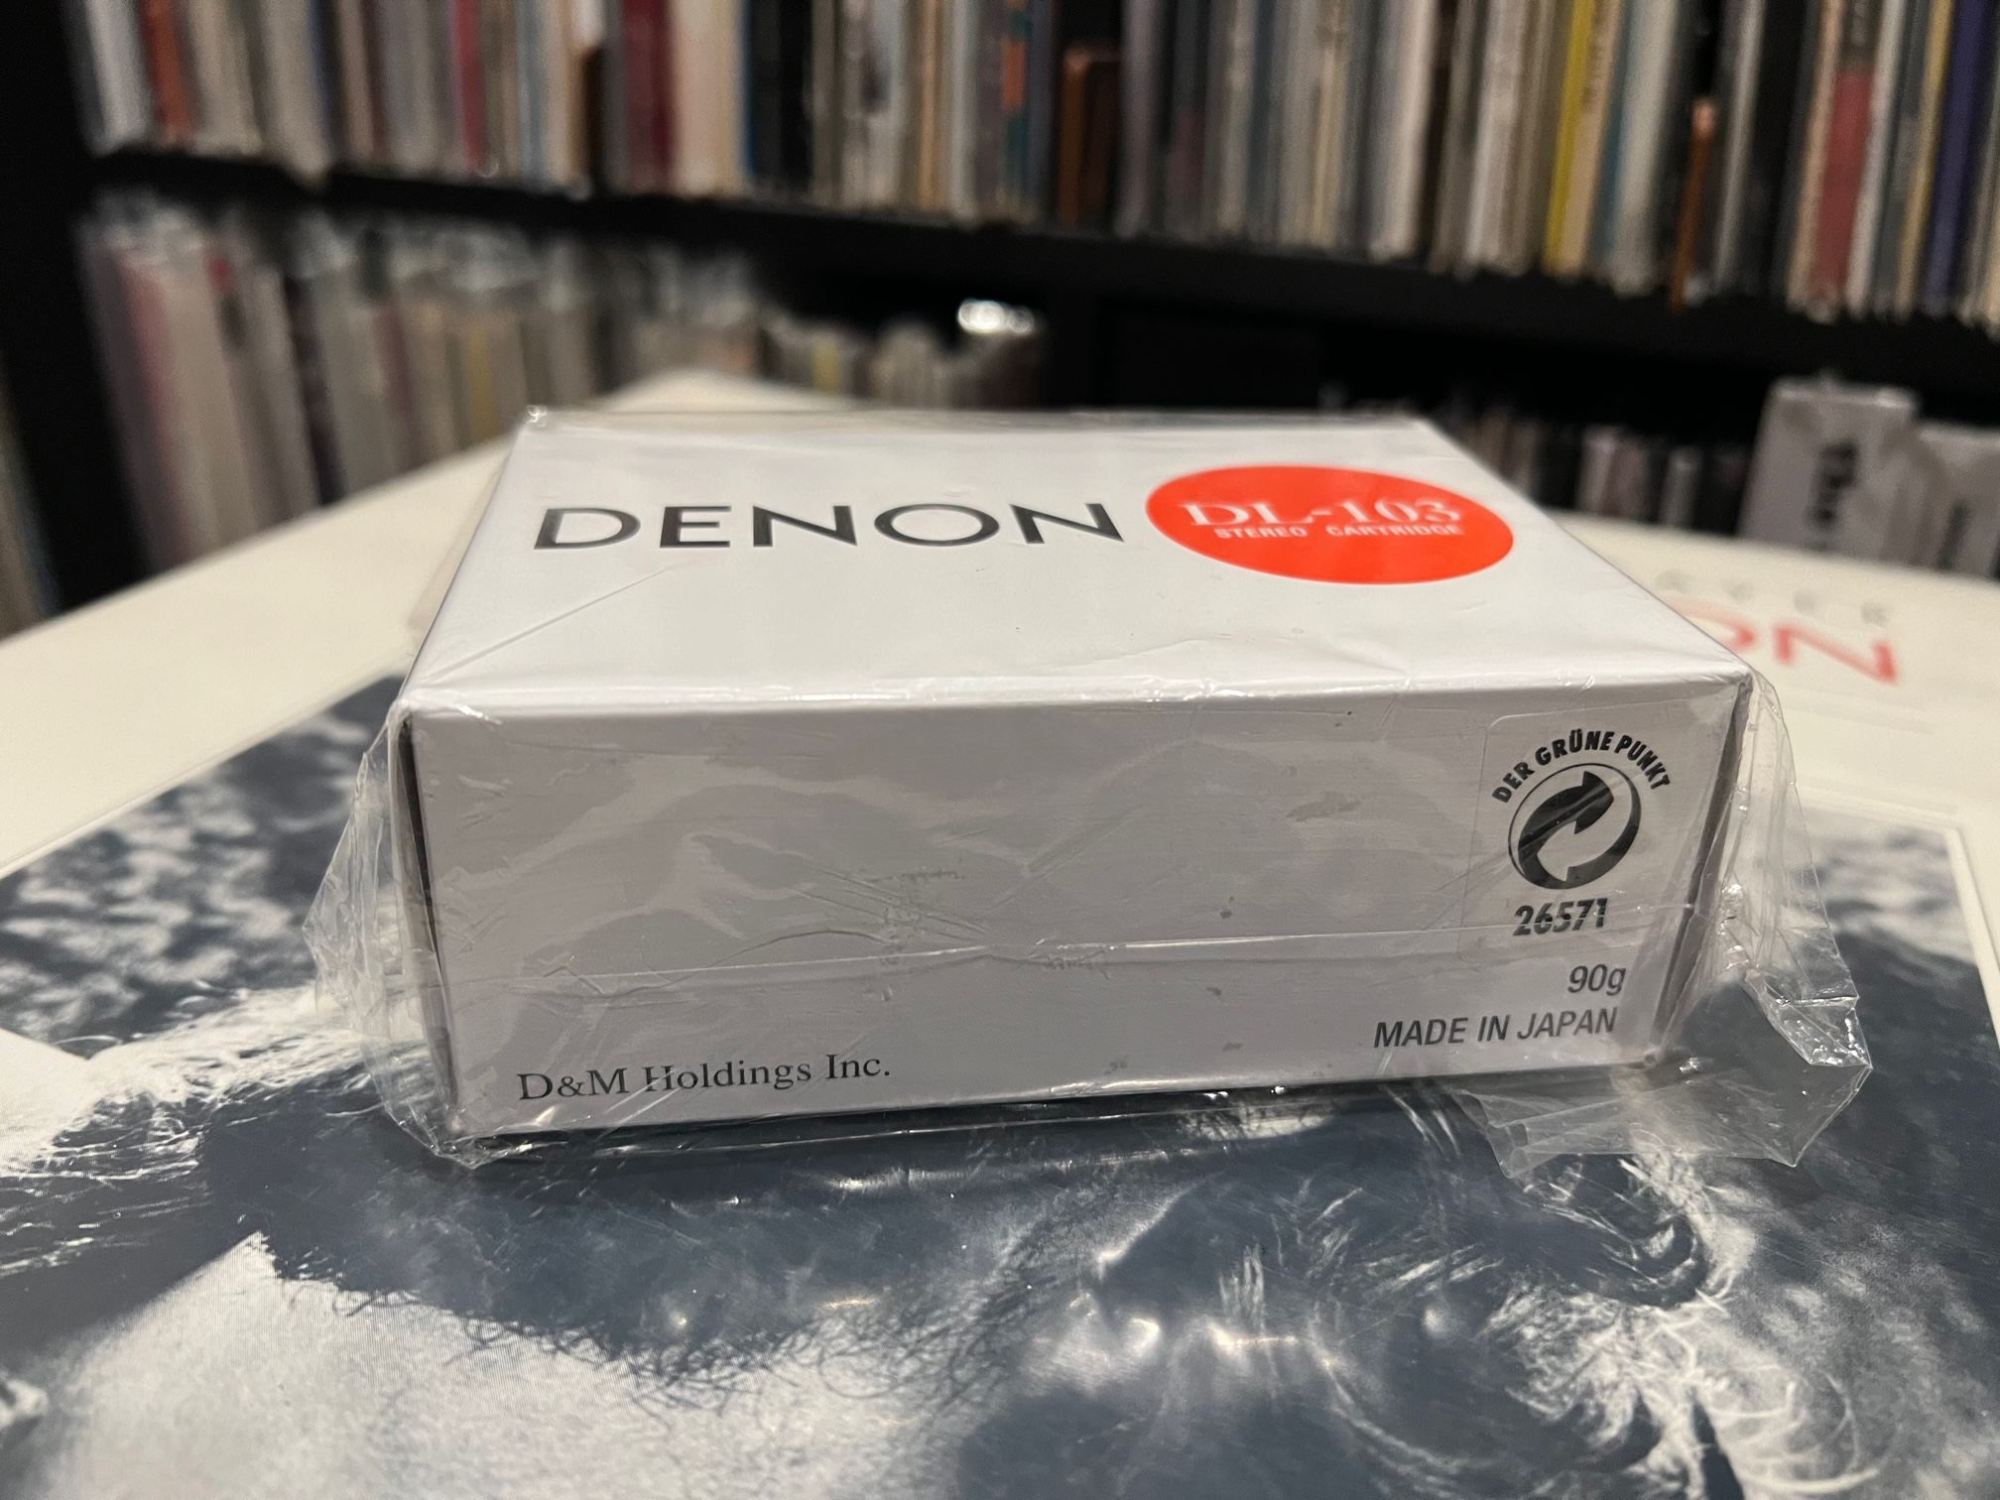 DENON
DL-103
STEREO CARTRIDGE
DER GRÜNE PUNKT
26571
90g
MADE IN JAPAN
D&M Holdings Inc.